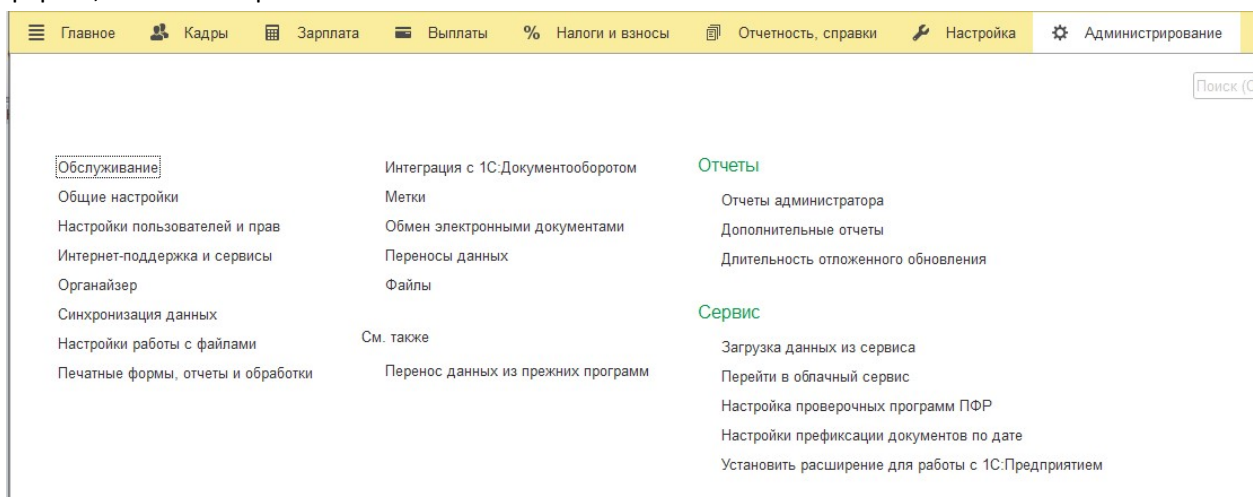 Главное Кадры Зарплата Выплаты % Налоги и взносы Отчетность, справки Настройка Администрирование
Поиск (C
Обслуживание
Общие настройки
Настройки пользователей и прав
Интернет-поддержка и сервисы
Органайзер
Синхронизация данных
Настройки работы с файлами
Печатные формы, отчеты и обработки
Интеграция с 1С:Документооборотом
Метки
Обмен электронными документами
Переносы данных
Файлы
См. также
Перенос данных из прежних программ
Отчеты
Отчеты администратора
Дополнительные отчеты
Длительность отложенного обновления
Сервис
Загрузка данных из сервиса
Перейти в облачный сервис
Настройка проверочных программ ПФР
Настройки префиксации документов по дате
Установить расширение для работы с 1С:Предприятием